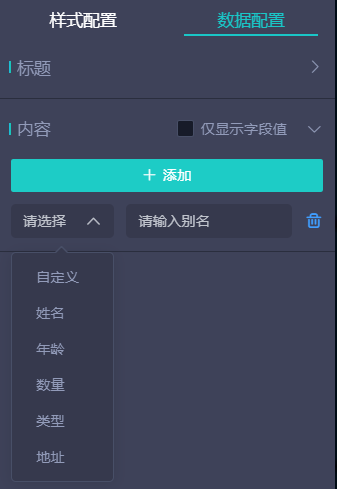 样式配置 数据配置
标题
内容 仅显示字段值
添加
请选择 请输入别名
自定义
姓名
年龄
数量
类型
地址